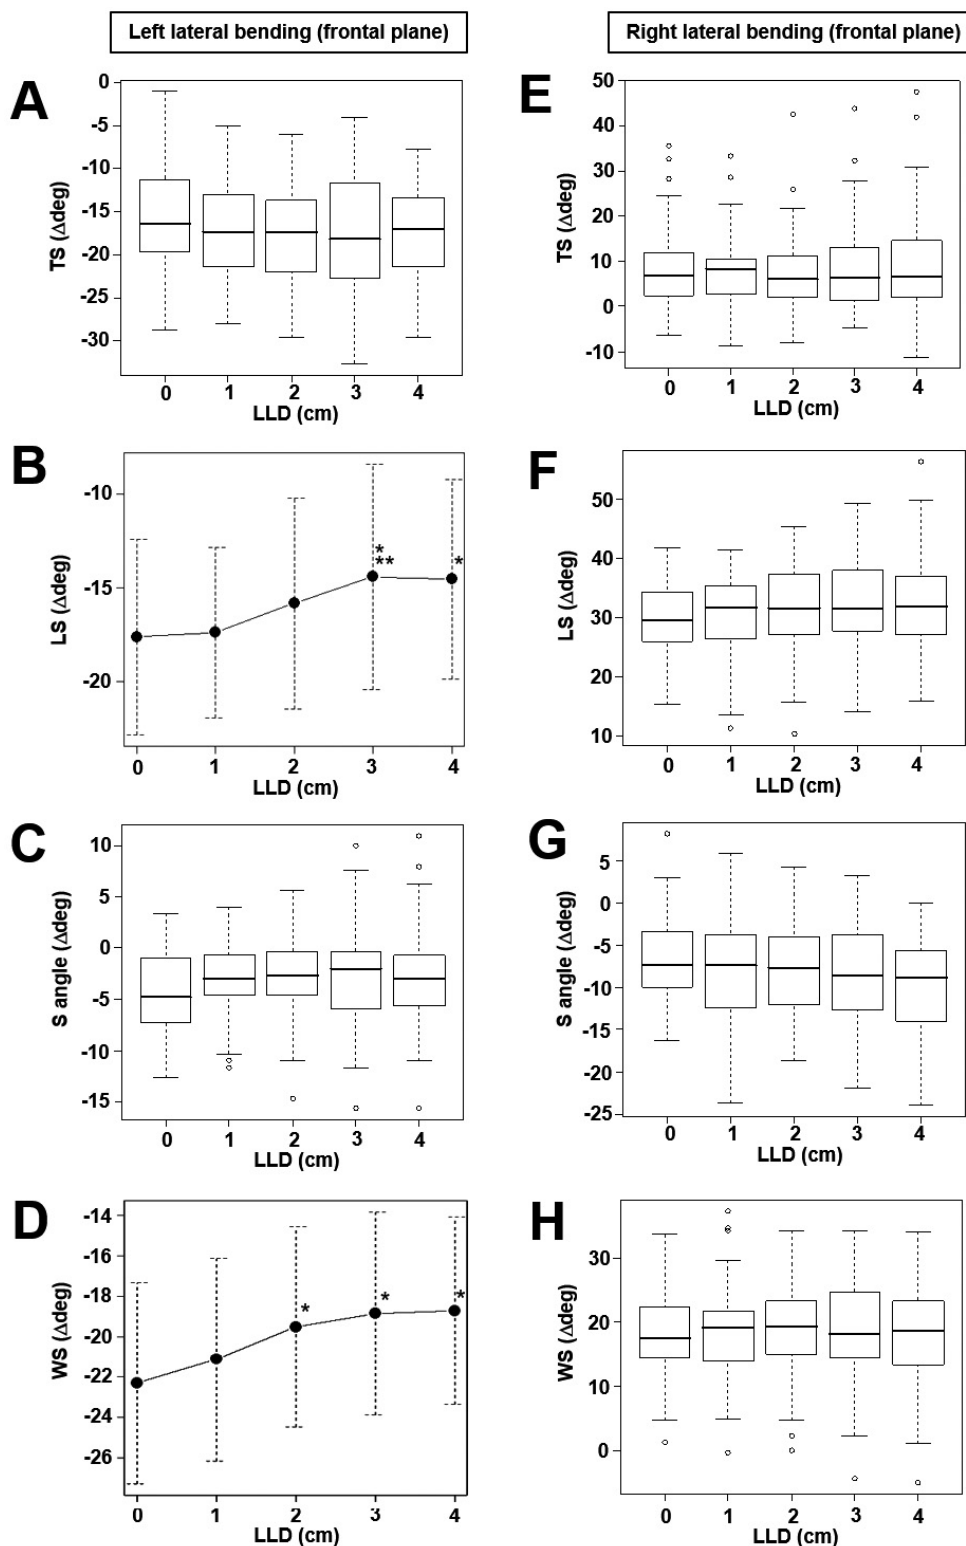 Left lateral bending (frontal plane)
A
TS (Δdeg)
0
-5
-10
-15
-20
-25
-30
0 1 2 3 4
LLD (cm)
B
LS (Δdeg)
-10
-15
-20
*
**
*
0 1 2 3 4
LLD (cm)
C
S angle (Δdeg)
10
5
0
-5
-10
-15
0 1 2 3 4
LLD (cm)
D
WS (Δdeg)
-14
-16
-18
-20
-22
-24
-26
* * *
0 1 2 3 4
LLD (cm)
Right lateral bending (frontal plane)
E
TS (Δdeg)
50
40
30
20
10
0
-10
0 1 2 3 4
LLD (cm)
F
LS (Δdeg)
50
40
30
20
10
0 1 2 3 4
LLD (cm)
G
S angle (Δdeg)
5
0
-5
-10
-15
-20
-25
0 1 2 3 4
LLD (cm)
H
WS (Δdeg)
30
20
10
0
0 1 2 3 4
LLD (cm)